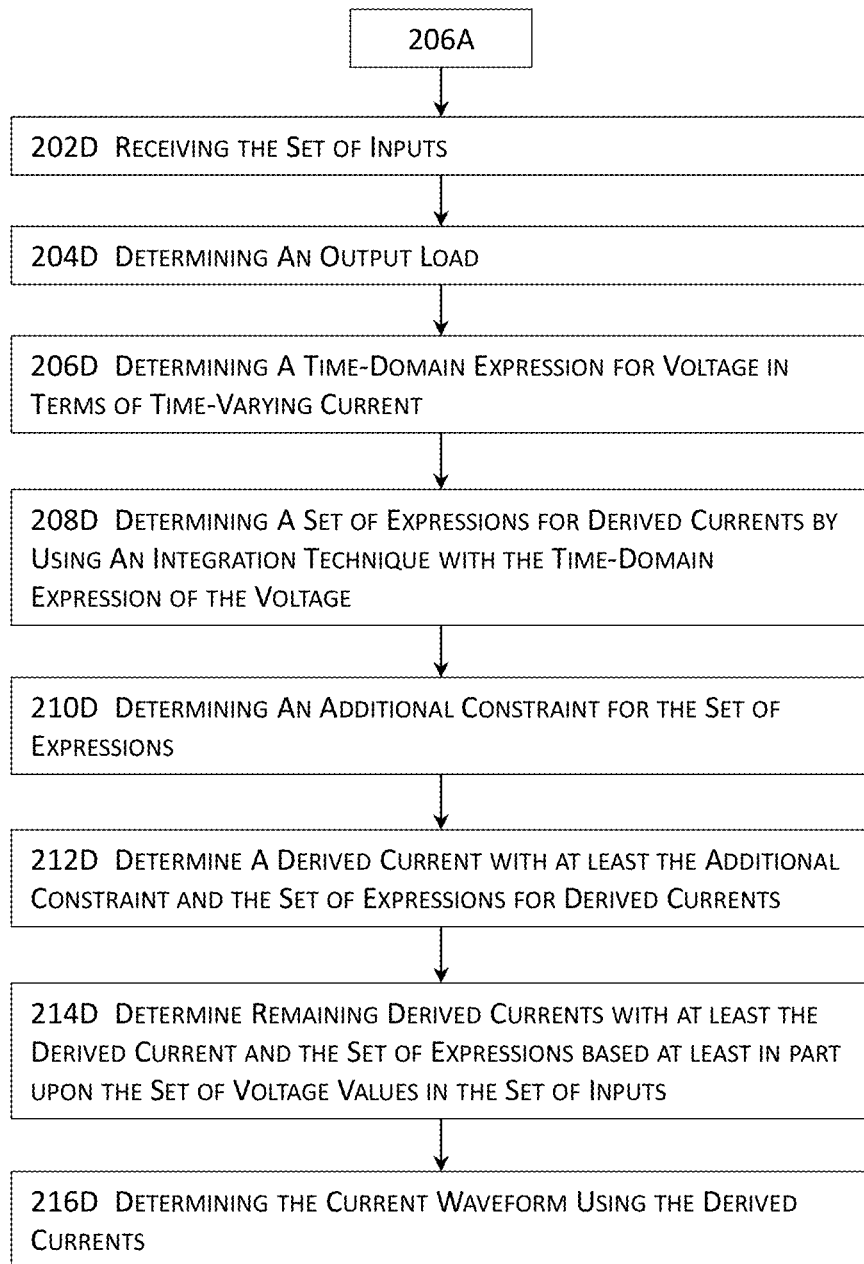 206A
202D RECEIVING THE SET OF INPUTS
204D DETERMINING AN OUTPUT LOAD
206D DETERMINING A TIME-DOMAIN EXPRESSION FOR VOLTAGE IN
TERMS OF TIME-VARYING CURRENT
208D DETERMINING A SET OF EXPRESSIONS FOR DERIVED CURRENTS BY
USING AN INTEGRATION TECHNIQUE WITH THE TIME-DOMAIN
EXPRESSION OF THE VOLTAGE
210D DETERMINING AN ADDITIONAL CONSTRAINT FOR THE SET OF
EXPRESSIONS
212D DETERMINE A DERIVED CURRENT WITH AT LEAST THE ADDITIONAL
CONSTRAINT AND THE SET OF EXPRESSIONS FOR DERIVED CURRENTS
214D DETERMINE REMAINING DERIVED CURRENTS WITH AT LEAST THE
DERIVED CURRENT AND THE SET OF EXPRESSIONS BASED AT LEAST IN PART
UPON THE SET OF VOLTAGE VALUES IN THE SET OF INPUTS
216D DETERMINING THE CURRENT WAVEFORM USING THE DERIVED
CURRENTS